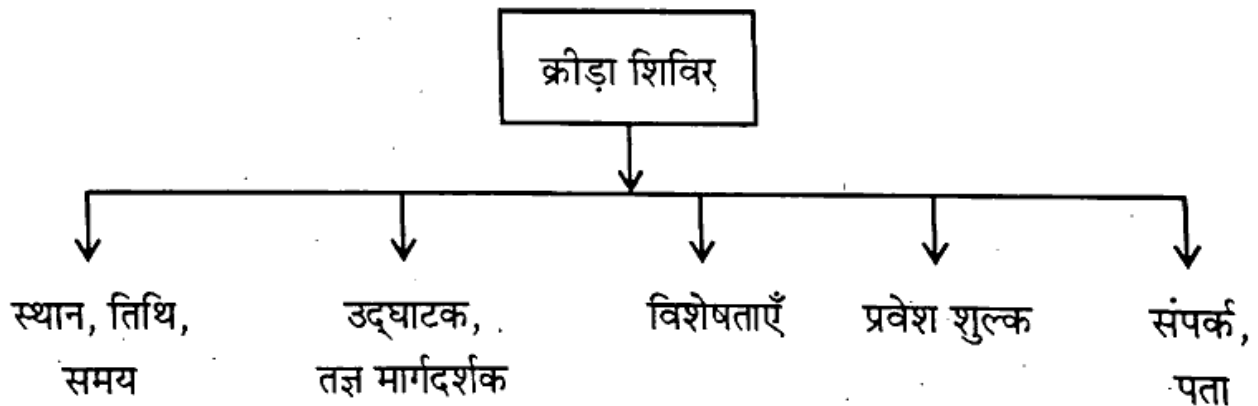 क्रीड़ा शिविर
स्थान, तिथि,
समय
उद्‌घाटक,
तज्ञ मार्गदर्शक
विशेषताएँ
प्रवेश शुल्क
संपर्क,
पता